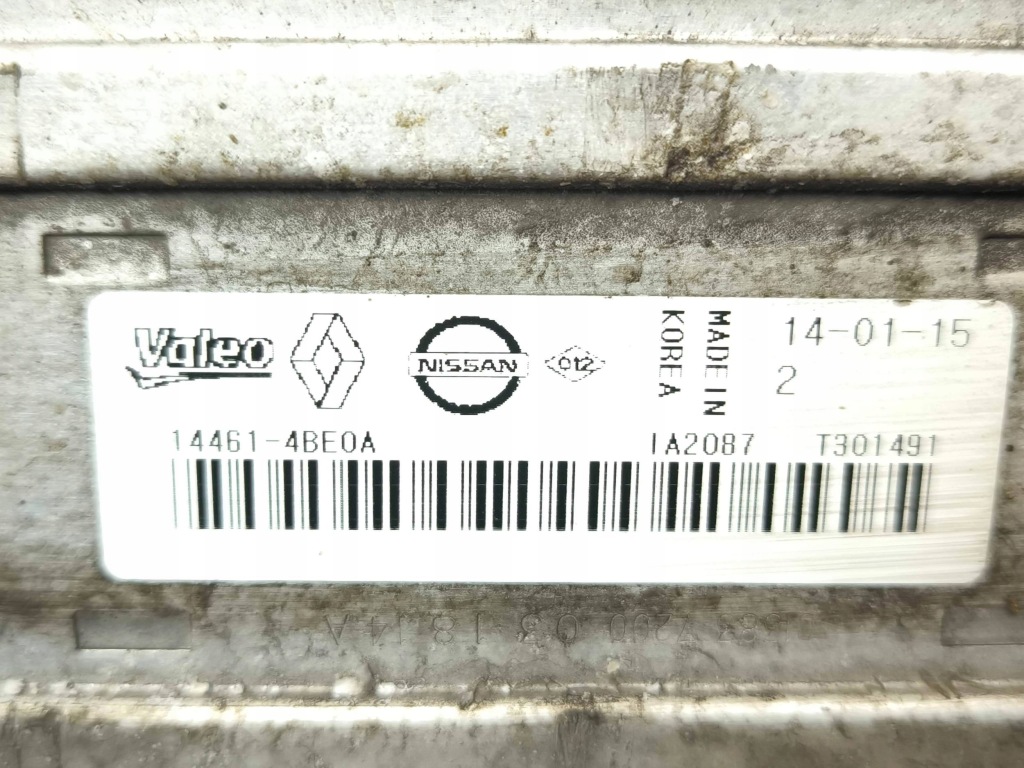 Valeo
NISSAN
012
MADE IN
KOREA
14-01-15
2
14461-4BE0A
IA2087
T301491